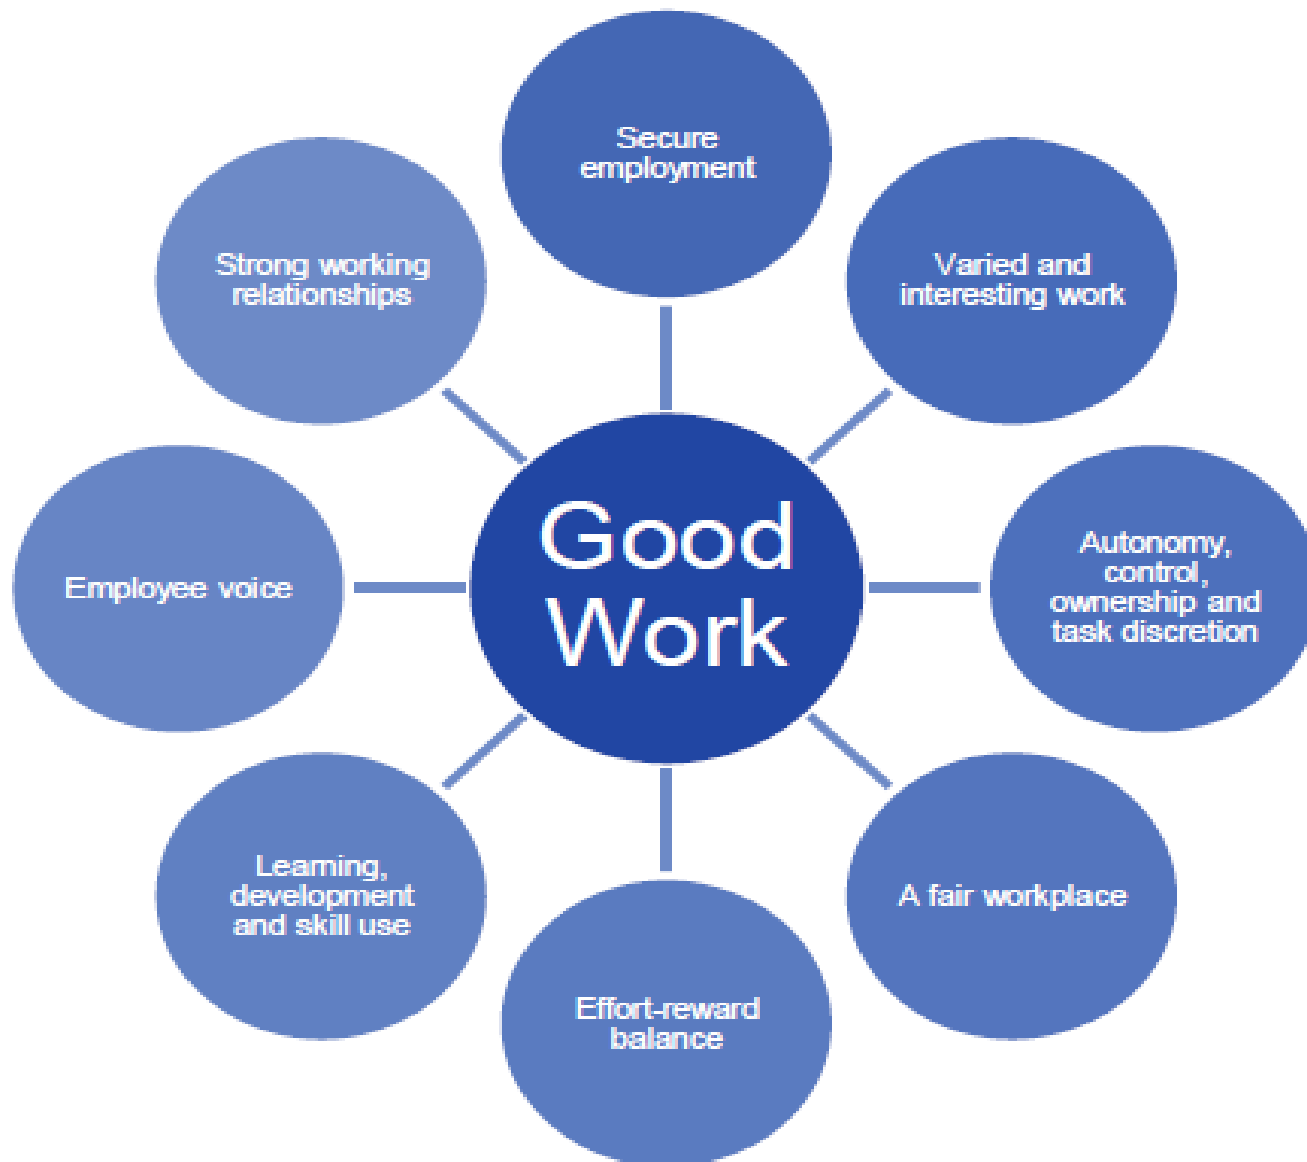 Secure
employment
Varied and
interesting work
Autonomy,
control,
ownership and
task discretion
A fair workplace
Effort-reward
balance
Learning,
development
and skill use
Employee voice
Strong working
relationships
Good
Work